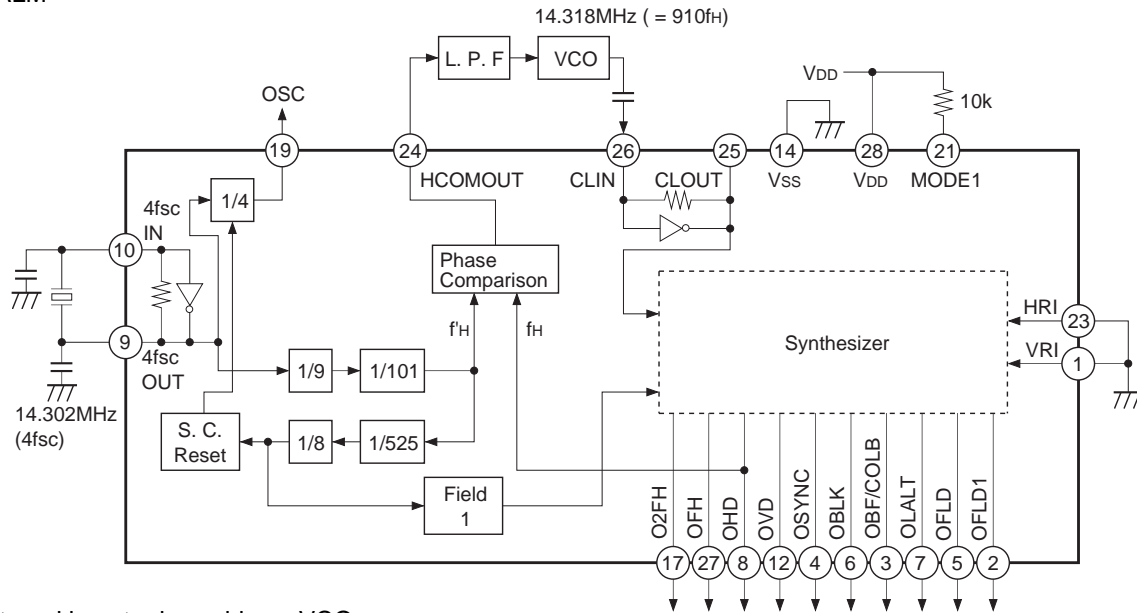 14.318MHz ( = 910fH)
L. P. F
VCO
VDD
10k
OSC
19
24
26
25
14
28
21
HCOMOUT
CLIN
CLOUT
VSS
VDD
MODE1
1/4
4fsc
IN
10
9
4fsc
OUT
14.302MHz
(4fsc)
Phase
Comparison
f'H
fH
Synthesizer
HRI
23
VRI
1
1/9
1/101
S. C.
Reset
1/8
1/525
Field
1
O2FH
OFH
OHD
OVD
OSYNC
OBLK
OBF/COLB
OLALT
OFLD
OFLD1
17
27
8
12
4
6
3
7
5
2